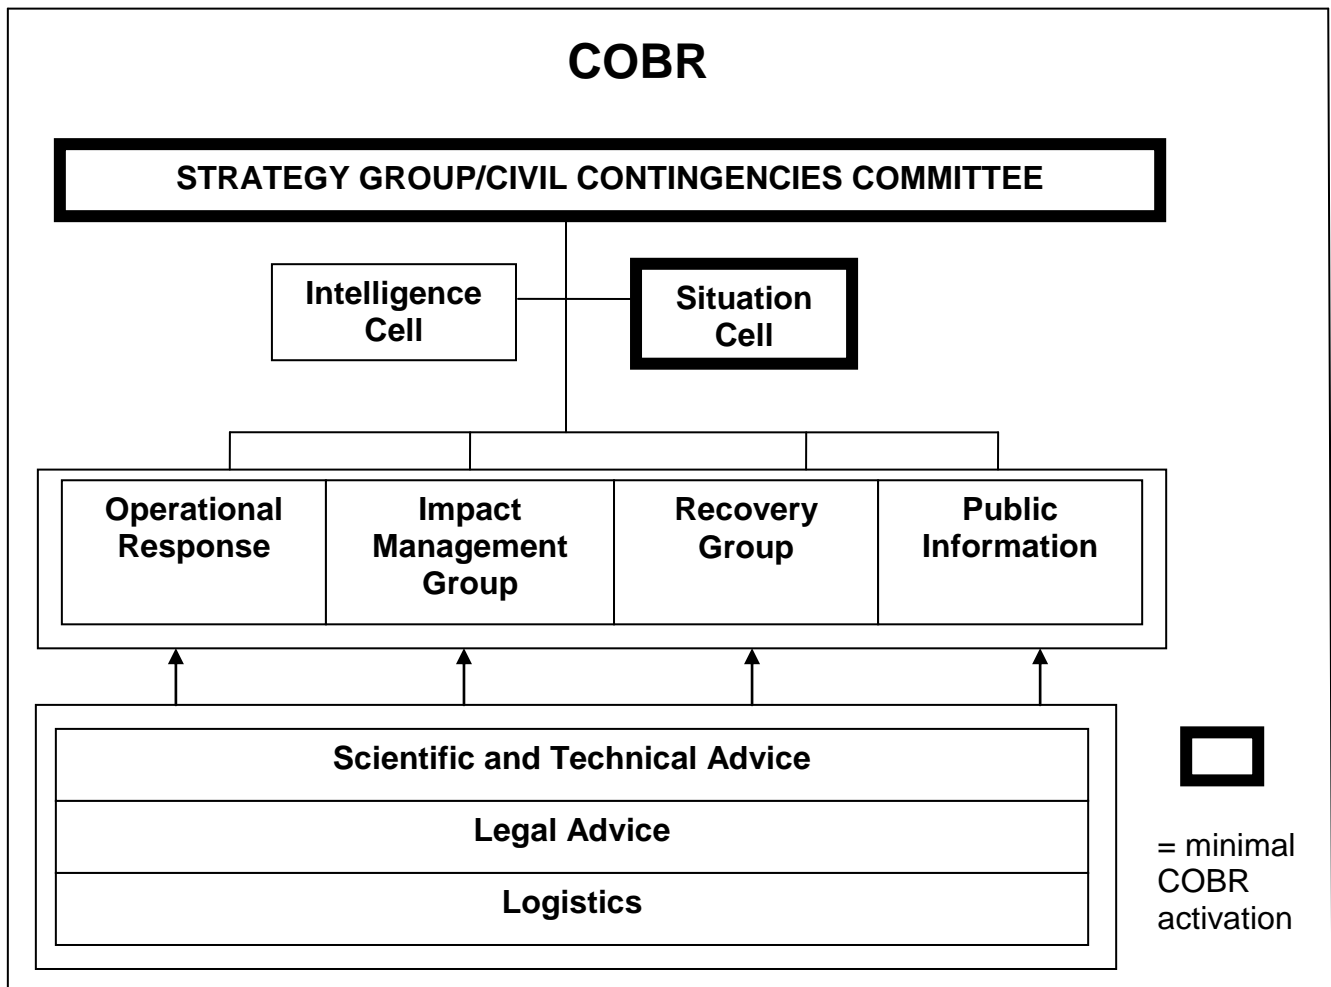 COBR
STRATEGY GROUP/CIVIL CONTINGENCIES COMMITTEE
Intelligence
Cell
Situation
Cell
Operational
Response
Impact
Management
Group
Recovery
Group
Public
Information
Scientific and Technical Advice
Legal Advice
Logistics
= minimal
COBR
activation